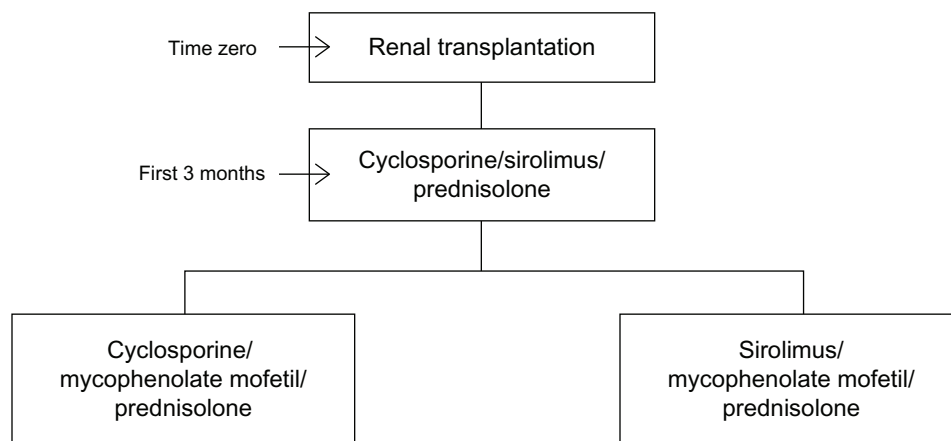 Time zero
Renal transplantation
First 3 months
Cyclosporine/sirolimus/
prednisolone
Cyclosporine/
mycophenolate mofetil/
prednisolone
Sirolimus/
mycophenolate mofetil/
prednisolone